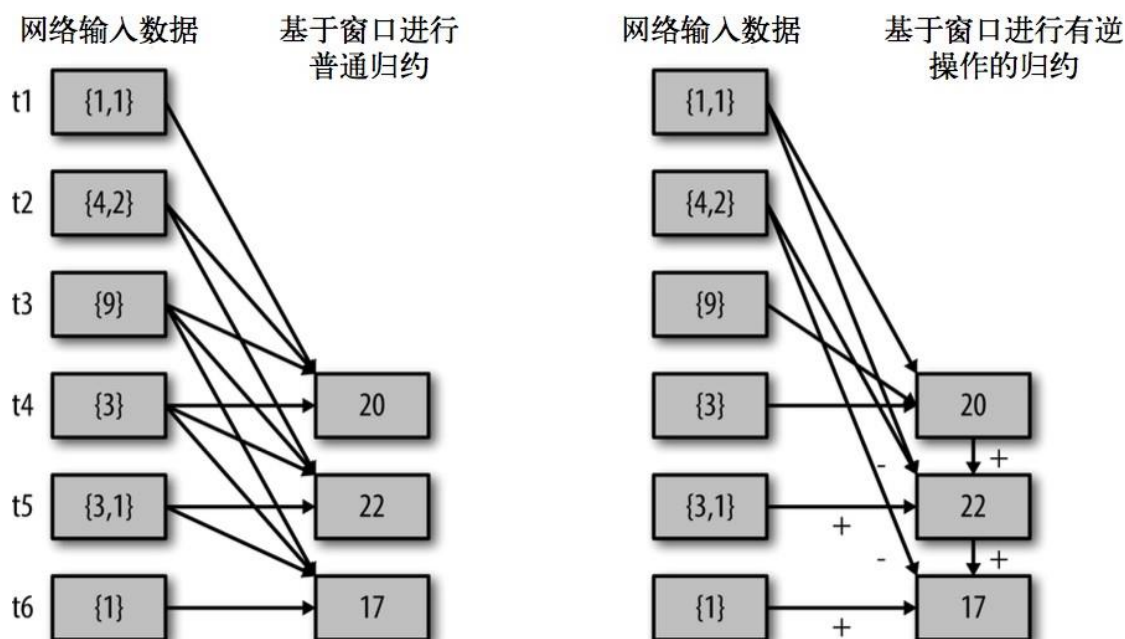 网络输入数据
基于窗口进行
普通归约
t1
{1,1}
t2
{4,2}
t3
{9}
t4
{3}
20
t5
{3,1}
22
t6
{1}
17
网络输入数据
基于窗口进行有逆
操作的归约
{1,1}
{4,2}
{9}
{3}
20
- +
{3,1}
22
+
- +
{1}
17
+